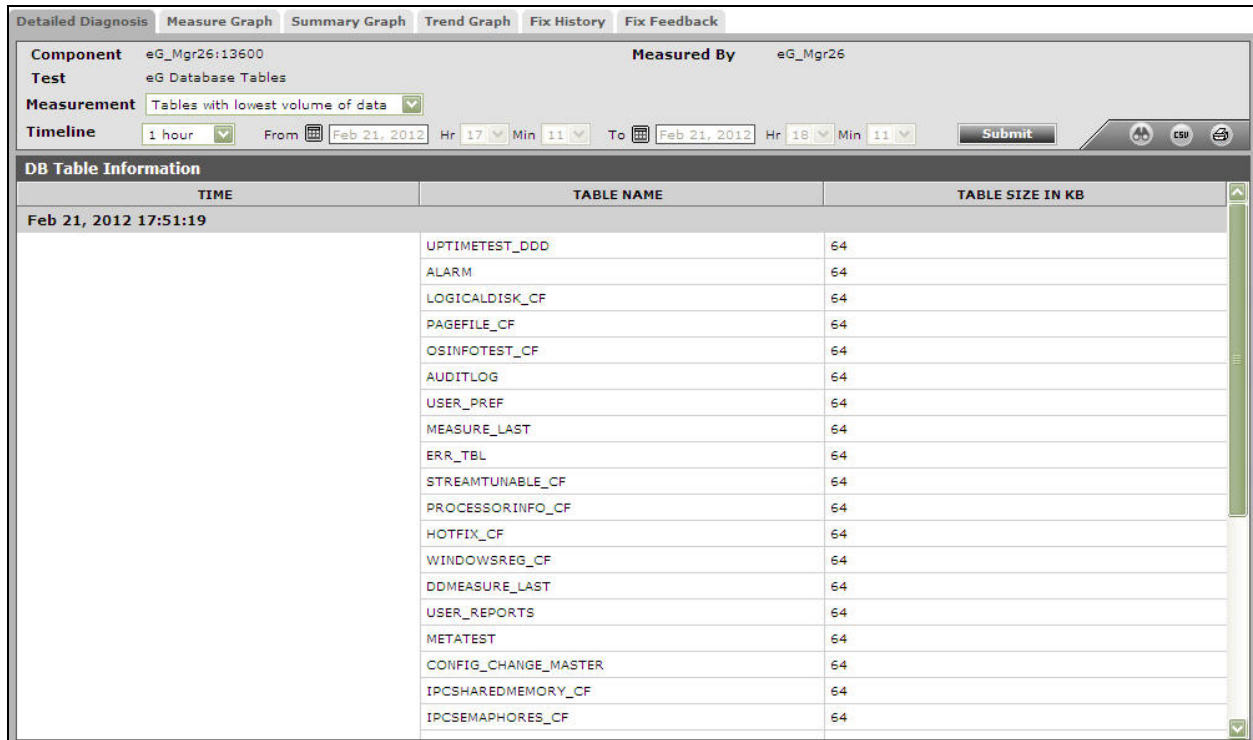 Detailed Diagnosis Measure Graph Summary Graph Trend Graph Fix History Fix Feedback
Component eG_Mgr26:13600 Measured By eG_Mgr26
Test eG Database Tables
Measurement Tables with lowest volume of data
Timeline 1 hour From Feb 21, 2012 Hr 17 Min 11 To Feb 21, 2012 Hr 18 Min 11 Submit CSV
DB Table Information
TIME TABLE NAME TABLE SIZE IN KB
Feb 21, 2012 17:51:19
UPTIMETEST_DDD 64
ALARM 64
LOGICALDISK_CF 64
PAGEFILE_CF 64
OSINFOTEST_CF 64
AUDITLOG 64
USER_PREF 64
MEASURE_LAST 64
ERR_TBL 64
STREAMTUNABLE_CF 64
PROCESSORINFO_CF 64
HOTFIX_CF 64
WINDOWSREG_CF 64
DDMEASURE_LAST 64
USER_REPORTS 64
METATEST 64
CONFIG_CHANGE_MASTER 64
IPCSHAREDMEMORY_CF 64
IPCSEMAPHORES_CF 64